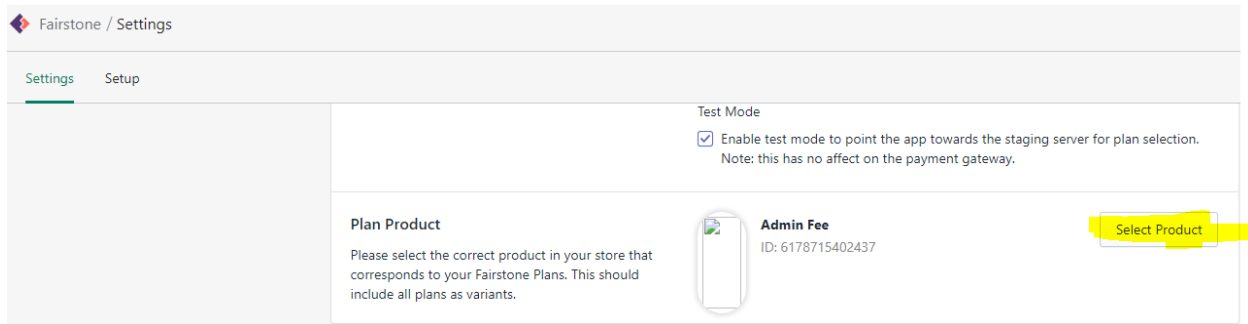 Fairstone / Settings
Settings Setup
Test Mode
Enable test mode to point the app towards the staging server for plan selection.
Note: this has no affect on the payment gateway.
Plan Product
Please select the correct product in your store that
corresponds to your Fairstone Plans. This should
include all plans as variants.
Admin Fee
ID: 6178715402437
Select Product